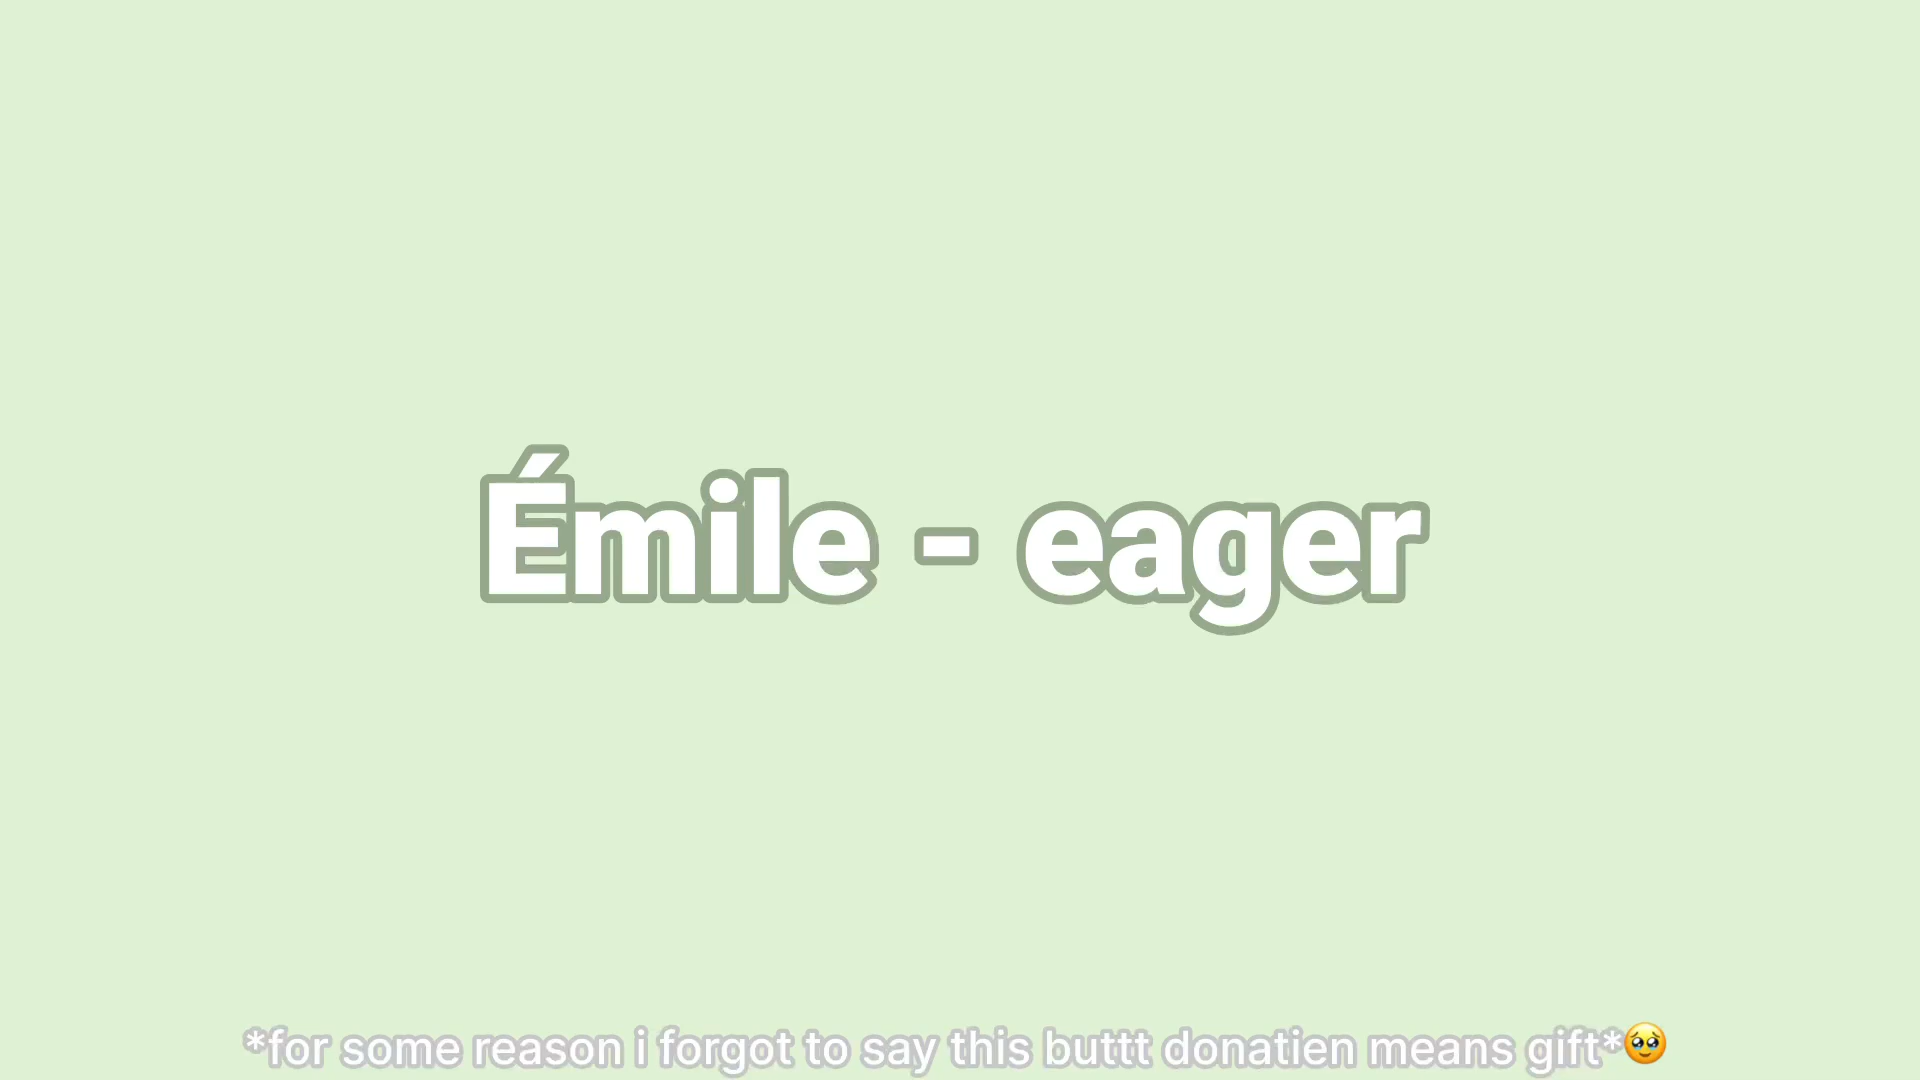 Émile - eager
*for some reason i forgot to say this buttt donatien means gift*🥹